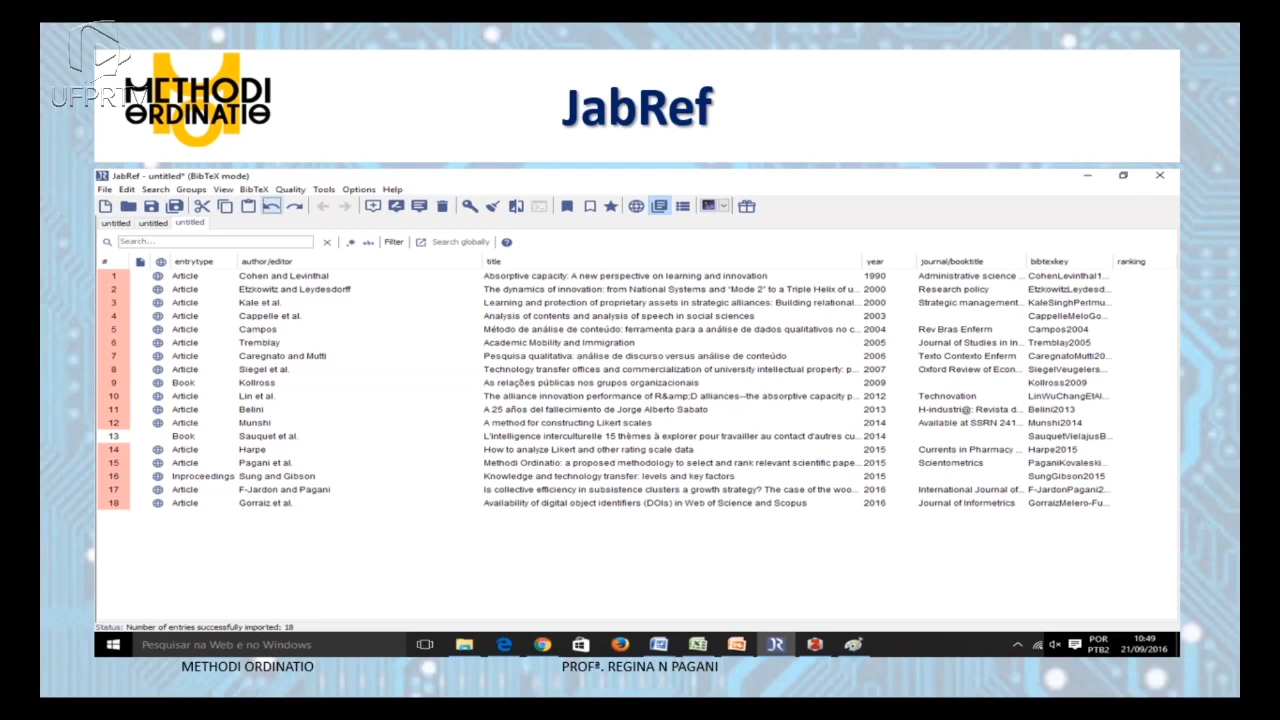 UFPRTV
METHODI
ORDINATIO
JabRef
JabRef - untitled* (BibTeX mode)
File Edit Search Groups View BibTeX Quality Tools Options Help
untitled untitled untitled
Search... Filter Search globally
# entrytype author/editor title year journal/booktitle bibtexkey ranking
1 Article Cohen and Levinthal Absorptive capacity: A new perspective on learning and innovation 1990 Administrative science ... CohenLevinthal1...
2 Article Etzkowitz and Leydesdorff The dynamics of innovation: from National Systems and "Mode 2" to a Triple Helix of u... 2000 Research policy EtzkowitzLeydesd...
3 Article Kale et al. Learning and protection of proprietary assets in strategic alliances: Building relational... 2000 Strategic management... KaleSinghPerlmu...
4 Article Cappelle et al. Analysis of contents and analysis of speech in social sciences 2003 CappelleMeloGo...
5 Article Campos Método de análise de conteúdo: ferramenta para a análise de dados qualitativos no c... 2004 Rev Bras Enferm Campos2004
6 Article Tremblay Academic Mobility and Immigration 2005 Journal of Studies in In... Tremblay2005
7 Article Caregnato and Mutti Pesquisa qualitativa: análise de discurso versus análise de conteúdo 2006 Texto Contexto Enferm CaregnatoMutti20...
8 Article Siegel et al. Technology transfer offices and commercialization of university intellectual property: p... 2007 Oxford Review of Econ... SiegelVeugelers...
9 Book Kollross As relações públicas nos grupos organizacionais 2009 Kollross2009
10 Article Lin et al. The alliance innovation performance of R&amp;D alliances--the absorptive capacity p... 2012 Technovation LinWuChangEtAl...
11 Article Belini A 25 años del fallecimiento de Jorge Alberto Sabato 2013 H-industri@: Revista d... Belini2013
12 Article Munshi A method for constructing Likert scales 2014 Available at SSRN 241... Munshi2014
13 Book Sauquet et al. L'intelligence interculturelle 15 thèmes à explorer pour travailler au contact d'autres cu... 2014 SauquetVielajusB...
14 Article Harpe How to analyze Likert and other rating scale data 2015 Currents in Pharmacy ... Harpe2015
15 Article Pagani et al. Methodi Ordinatio: a proposed methodology to select and rank relevant scientific pape... 2015 Scientometrics PaganiKovaleski...
16 Inproceedings Sung and Gibson Knowledge and technology transfer: levels and key factors 2015 SungGibson2015
17 Article F-Jardon and Pagani Is collective efficiency in subsistence clusters a growth strategy? The case of the woo... 2016 International Journal of... F-JardonPagani2...
18 Article Gorraiz et al. Availability of digital object identifiers (DOIs) in Web of Science and Scopus 2016 Journal of Informetrics GorraizMelero-Fu...
Status: Number of entries successfully imported: 18
Pesquisar na Web e no Windows
POR 10:49
PTB2 21/09/2016
METHODI ORDINATIO PROFª. REGINA N PAGANI